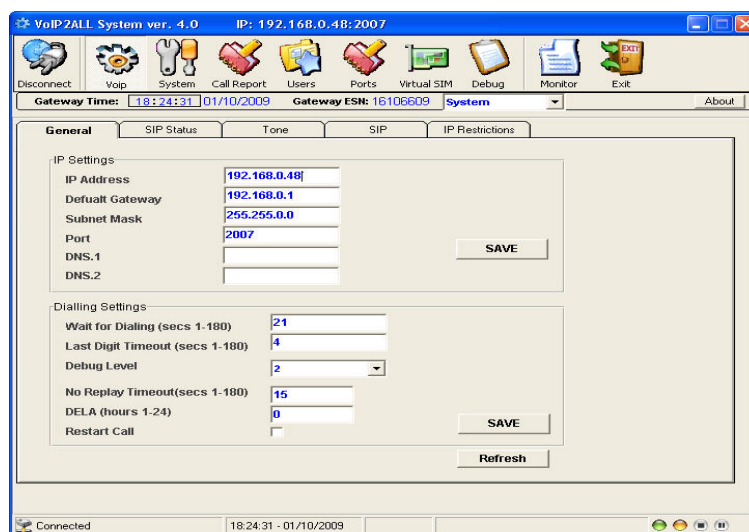 VoIP2ALL System ver. 4.0 IP: 192.168.0.48:2007
Disconnect Voip System Call Report Users Ports Virtual SIM Debug Monitor EXIT Exit
Gateway Time: 18:24:31 01/10/2009 Gateway ESN: 16106609 System About
General SIP Status Tone SIP IP Restrictions
IP Settings
IP Address 192.168.0.48
Defualt Gateway 192.168.0.1
Subnet Mask 255.255.0.0
Port 2007
SAVE
DNS.1
DNS.2
Dialling Settings
Wait for Dialing (secs 1-180) 21
Last Digit Timeout (secs 1-180) 4
Debug Level 2
No Replay Timeout(secs 1-180) 15
DELA (hours 1-24) 0
SAVE
Restart Call
Refresh
Connected 18:24:31 - 01/10/2009